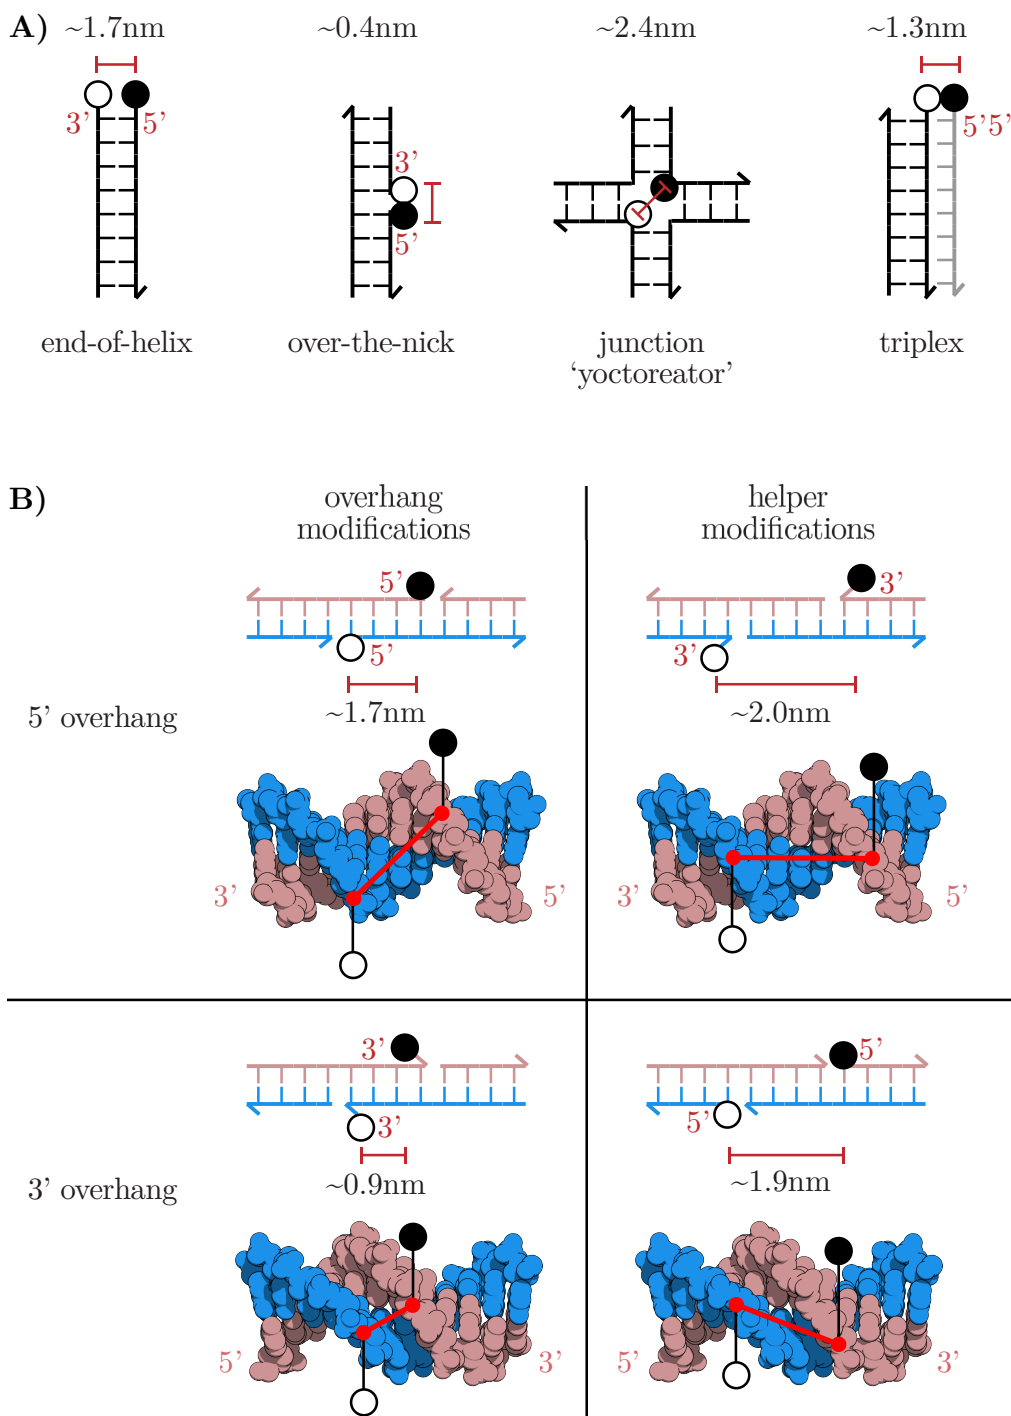 A) ~1.7nm ~0.4nm ~2.4nm ~1.3nm
3’ 5’ 3’ 5’ 5’5’
end-of-helix over-the-nick junction triplex
‘yoctoreator’
B) overhang helper
modifications modifications
5’ 3’
5’ 3’
5’ overhang ~1.7nm ~2.0nm
3’ 5’ 3’ 5’
3’ 5’
3’ 5’
3’ overhang ~0.9nm ~1.9nm
5’ 3’ 5’ 3’